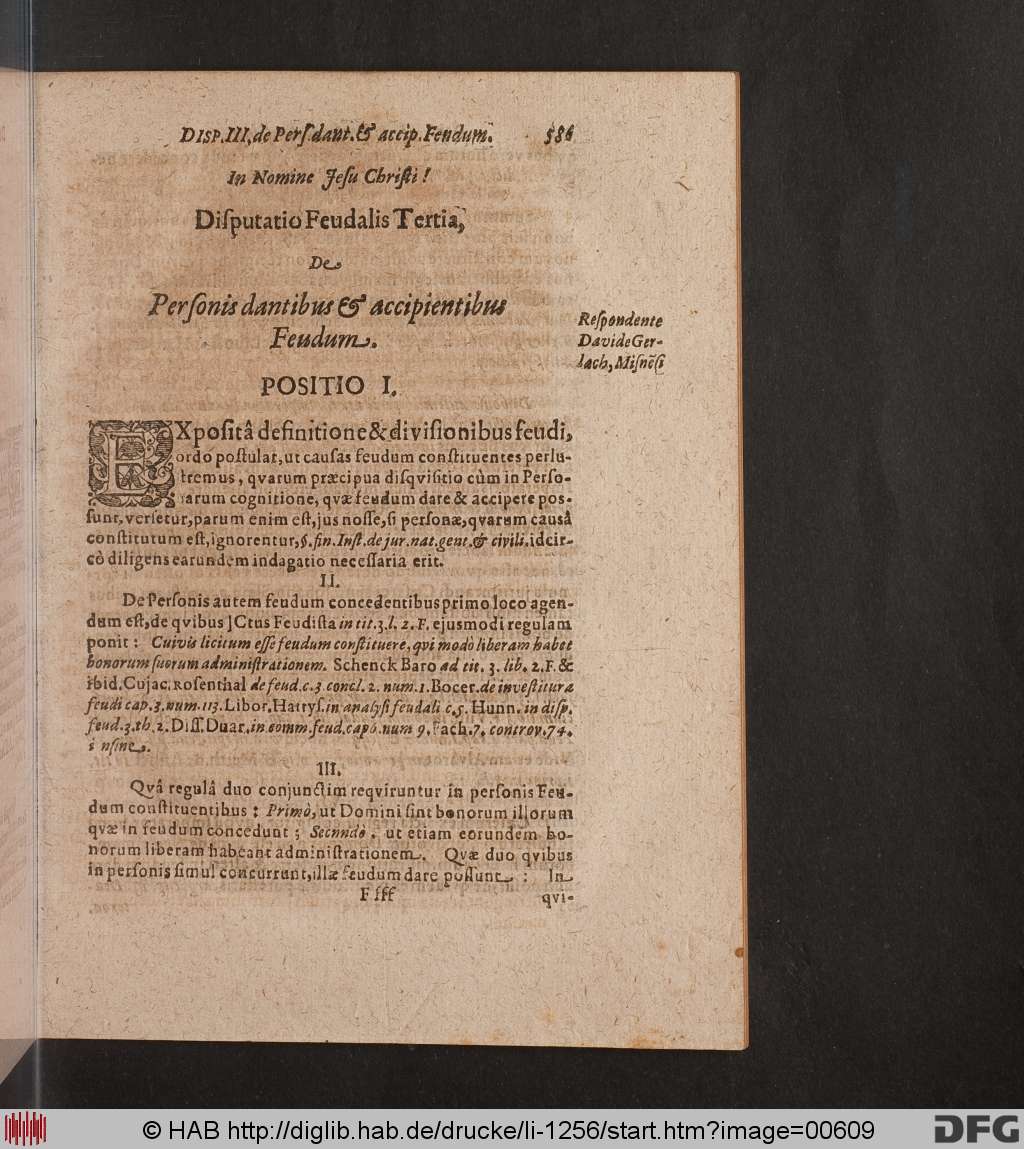 DISP. III. de Perſ. dant. & accip. Feudum. 586
In Nomine Jeſu Chriſti!
Diſputatio Feudalis Tertia,
De
Perſonis dantibus & accipientibus
Feudum.
Reſpondente
Davide Ger-
lach, Miſnẽſi
POSITIO I.
EXpoſitâ definitione & diviſionibus feudi,
ordo poſtulat, ut cauſas feudum conſtituentes perlu-
ſtremus, qvarum præcipua diſqviſitio cùm in Perſo-
narum cognitione, qvæ feudum dare & accipere poſ-
ſunt, verſetur, parum enim eſt, jus noſſe, ſi perſonæ, qvarum cauſâ
conſtitutum eſt, ignorentur, §. fin. Inſt. de jur. nat. gent. & civili. idcir-
cò diligens earundem indagatio neceſſaria erit.
II.
De Perſonis autem feudum concedentibus primo loco agen-
dum eſt, de qvibus JCtus Feudiſta in tit. 3. l. 2. F. ejusmodi regulam
ponit: Cuivis licitum eſſe feudum conſtituere, qvi modò liberam habet
bonorum ſuorum adminiſtrationem. Schenck Baro ad tit. 3. lib. 2. F. &
ibid. Cujac. Roſenthal de feud. c. 3 concl. 2. num. 1. Bocer. de inveſtitura
feudi cap. 3. num. 113. Libor. Hattyſ. in analyſi feudali c. 5. Hunn. in diſp.
feud. 3. th. 2. Diſſ. Duar. in comm. feud. cap 6. num 9. Fach. 7. controv. 74.
i nfine.
III.
Qvâ regulâ duo conjunctim reqviruntur in perſonis Feu-
dum conſtituentibus: Primò, ut Domini ſint bonorum illorum
qvæ in feudum concedunt; Secundò, ut etiam eorundem bo-
norum liberam habeant adminiſtrationem. Qvæ duo qvibus
in perſonis ſimul concurrunt, illæ feudum dare poſſunt: In
F fff
qvi-
© HAB http://diglib.hab.de/drucke/li-1256/start.htm?image=00609
DFG